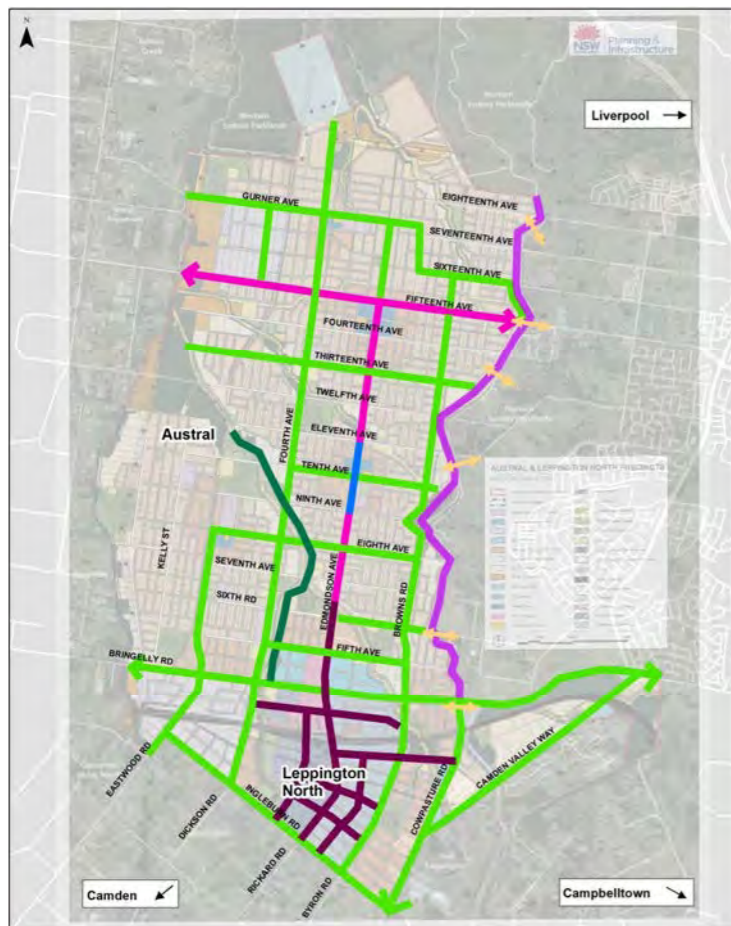 N
NSW
Planning &
Infrastructure
Liverpool
Western
Sydney Parklands
GURNER AVE
EIGHTEENTH AVE
SEVENTEENTH AVE
SIXTEENTH AVE
FIFTEENTH AVE
FOURTEENTH AVE
THIRTEENTH AVE
TWELFTH AVE
Austral
FOURTH AVE
ELEVENTH AVE
TENTH AVE
AUSTRAL & LEPPINGTON NORTH PRECINCTS
NINTH AVE
KELLY ST
EIGHTH AVE
SEVENTH AVE
EDMONDSON AVE
BROWNS RD
SIXTH RD
FIFTH AVE
BRINGELLY RD
CAMDEN VALLEY WAY
EASTWOOD RD
Leppington
North
COWPASTURE RD
DICKSON RD
INGLEBURN RD
RICKARD RD
BYRON RD
Camden
Campbelltown